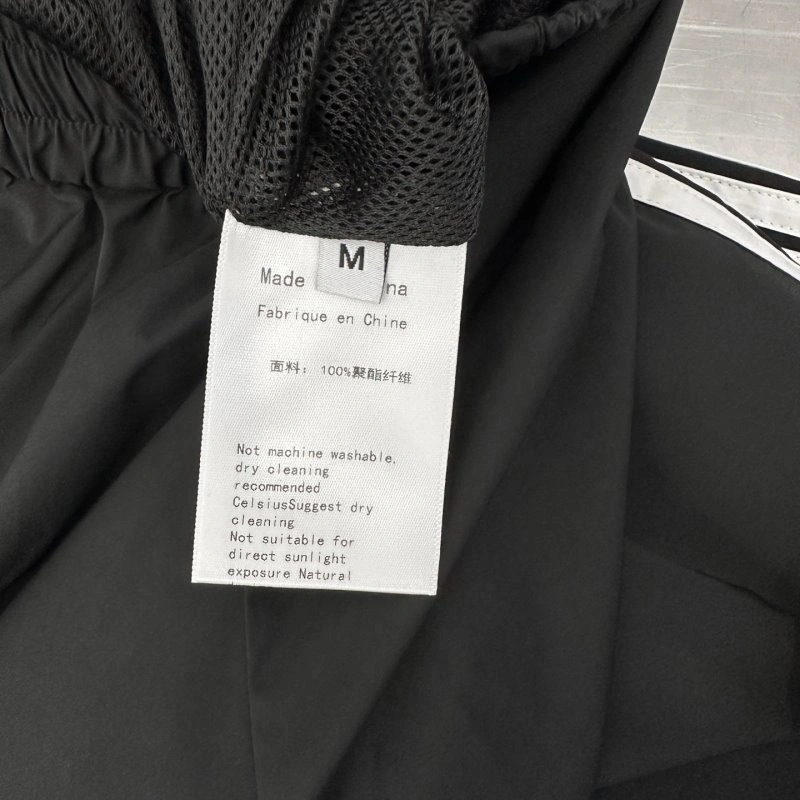 M
Made na
Fabrique en Chine
面料：100%聚酯纤维
Not machine washable,
dry cleaning
recommended
CelsiusSuggest dry
cleaning
Not suitable for
direct sunlight
exposure Natural